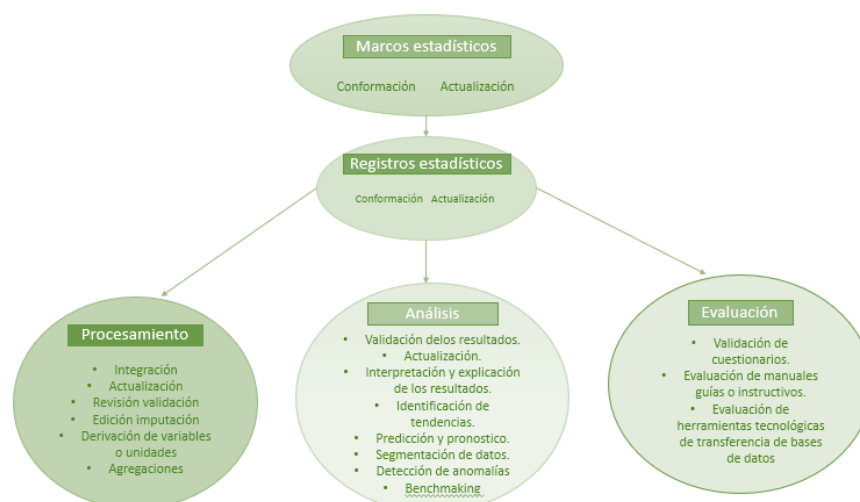 Marcos estadísticos
Conformación Actualización
Registros estadísticos
Conformación Actualización
Procesamiento
• Integración
• Actualización
• Revisión validación
• Edición imputación
• Derivación de variables
o unidades
• Agregaciones
Análisis
• Validación delos resultados.
• Actualización.
• Interpretación y explicación
de los resultados.
• Identificación de
tendencias.
• Predicción y pronostico.
• Segmentación de datos.
• Detección de anomalías
• Benchmaking
Evaluación
• Validación de
cuestionarios.
• Evaluación de manuales
guías o instructivos.
• Evaluación de
herramientas tecnológicas
de transferencia de bases
de datos